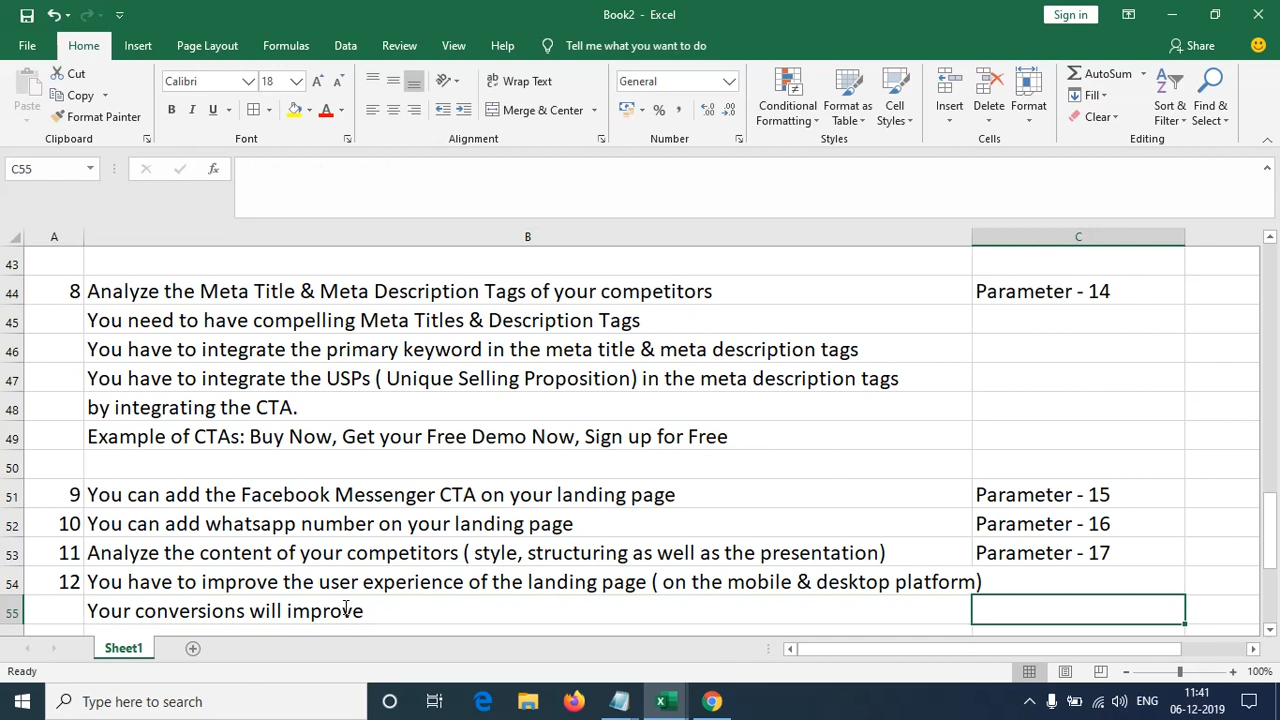 Book2 - Excel
Sign in
File Home Insert Page Layout Formulas Data Review View Help Tell me what you want to do Share
Paste
Cut
Copy
Format Painter
Clipboard
Calibri 18
B I U
Font
Wrap Text
Merge & Center
Alignment
General
Number
Conditional Formatting
Format as Table
Cell Styles
Styles
Insert Delete Format
Cells
AutoSum
Fill
Clear
Sort & Filter
Find & Select
Editing
C55
fx
A B C
43
44 8 Analyze the Meta Title & Meta Description Tags of your competitors Parameter - 14
45 You need to have compelling Meta Titles & Description Tags
46 You have to integrate the primary keyword in the meta title & meta description tags
47 You have to integrate the USPs ( Unique Selling Proposition) in the meta description tags
48 by integrating the CTA.
49 Example of CTAs: Buy Now, Get your Free Demo Now, Sign up for Free
50
51 9 You can add the Facebook Messenger CTA on your landing page Parameter - 15
52 10 You can add whatsapp number on your landing page Parameter - 16
53 11 Analyze the content of your competitors ( style, structuring as well as the presentation) Parameter - 17
54 12 You have to improve the user experience of the landing page ( on the mobile & desktop platform)
55 Your conversions will improve
Sheet1
Ready
100%
Type here to search
ENG
11:41
06-12-2019